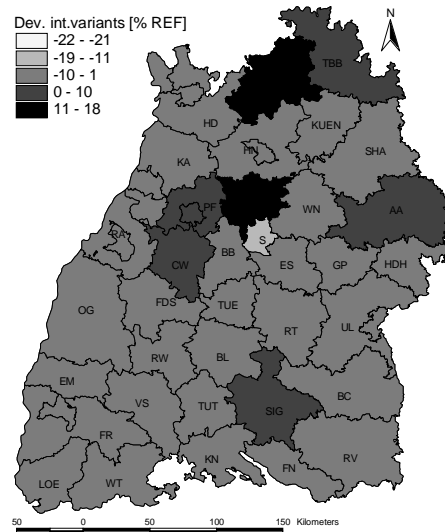 Dev. int.variants [% REF]
-22 - -21
-19 - -11
-10 - 1
0 - 10
11 - 18
N
TBB
HD
HN
KUEN
SHA
KA
PF
WN
AA
RA
S
CW
BB
ES
GP
HDH
OG
FDS
TUE
RT
UL
RW
BL
EM
VS
TUT
SIG
BC
FR
KN
FN
RV
LOE
WT
50 0 50 100 150 Kilometers